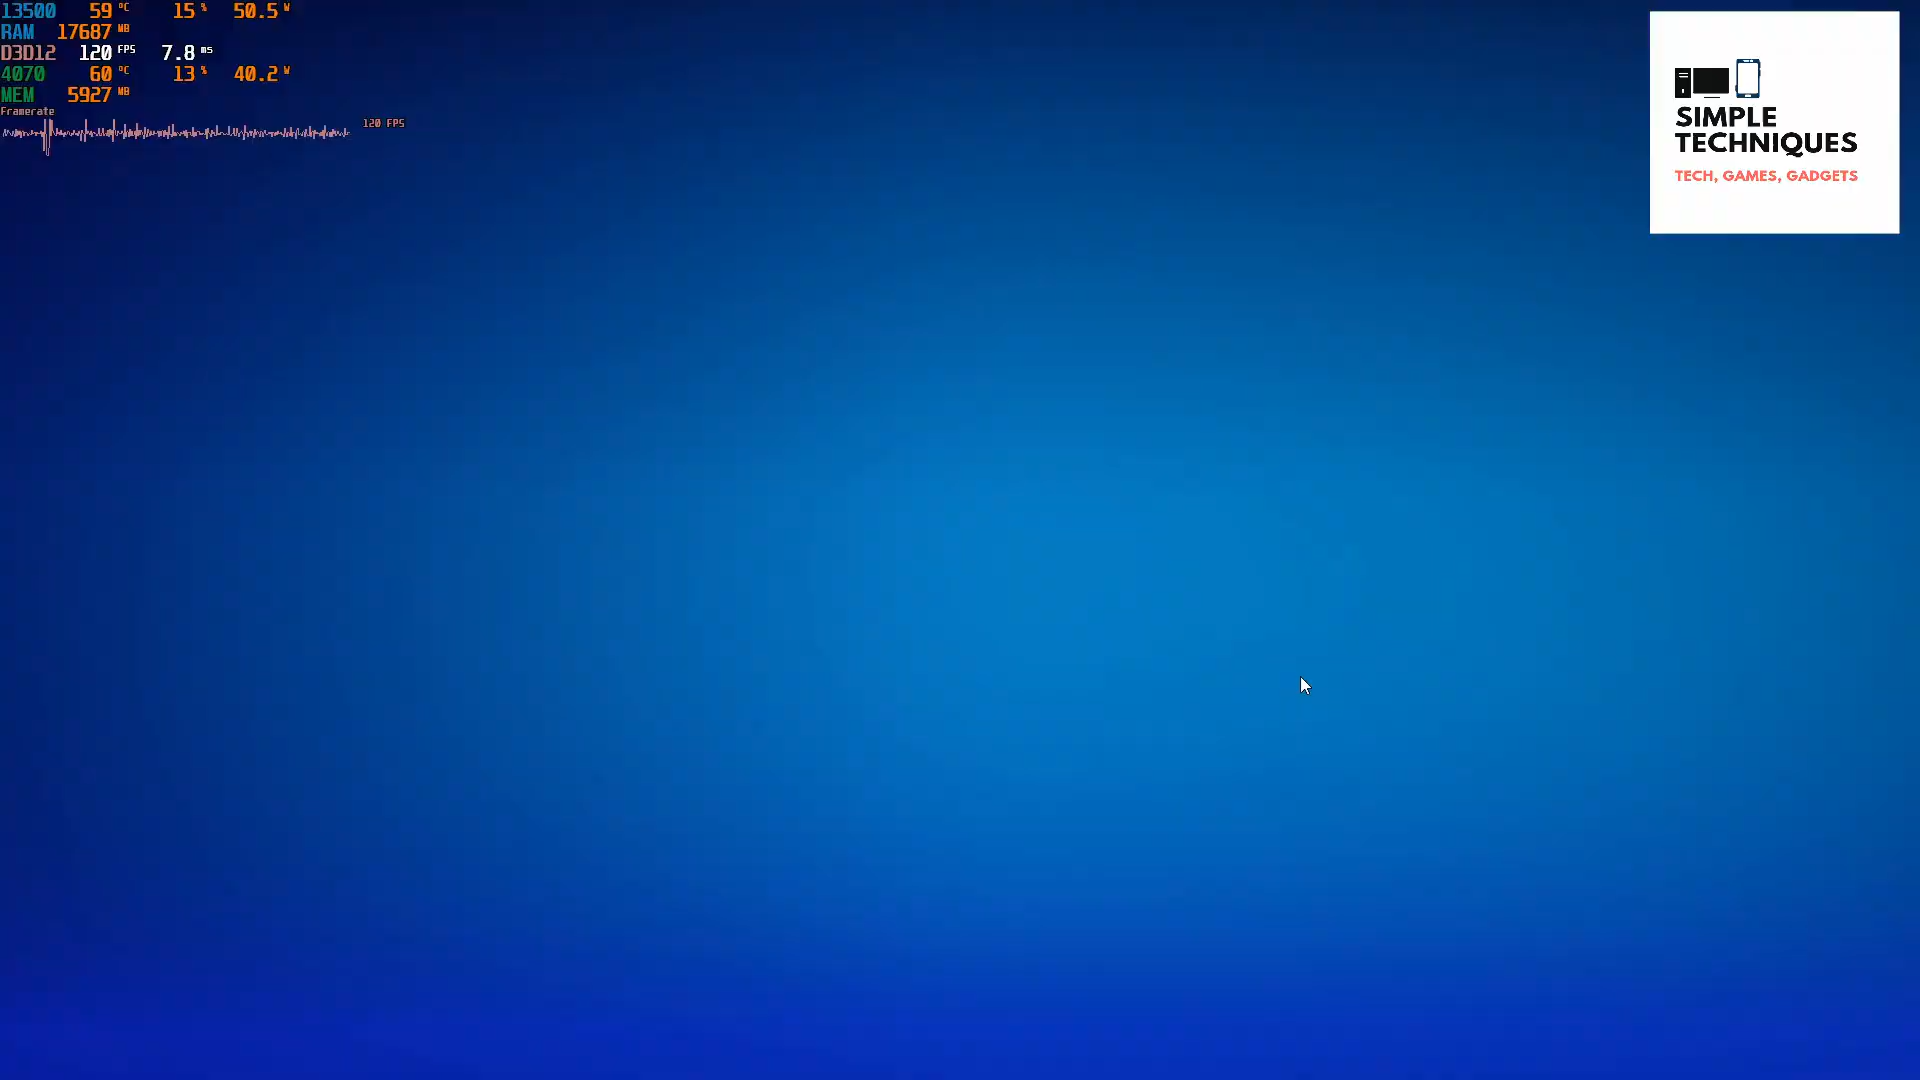 13500 59 °C 15 % 50.5 W
RAM 17687 MB
D3D12 120 FPS 7.8 ms
4070 60 °C 13 % 40.2 W
MEM 5927 MB
Framerate
120 FPS
SIMPLE
TECHNIQUES
TECH, GAMES, GADGETS